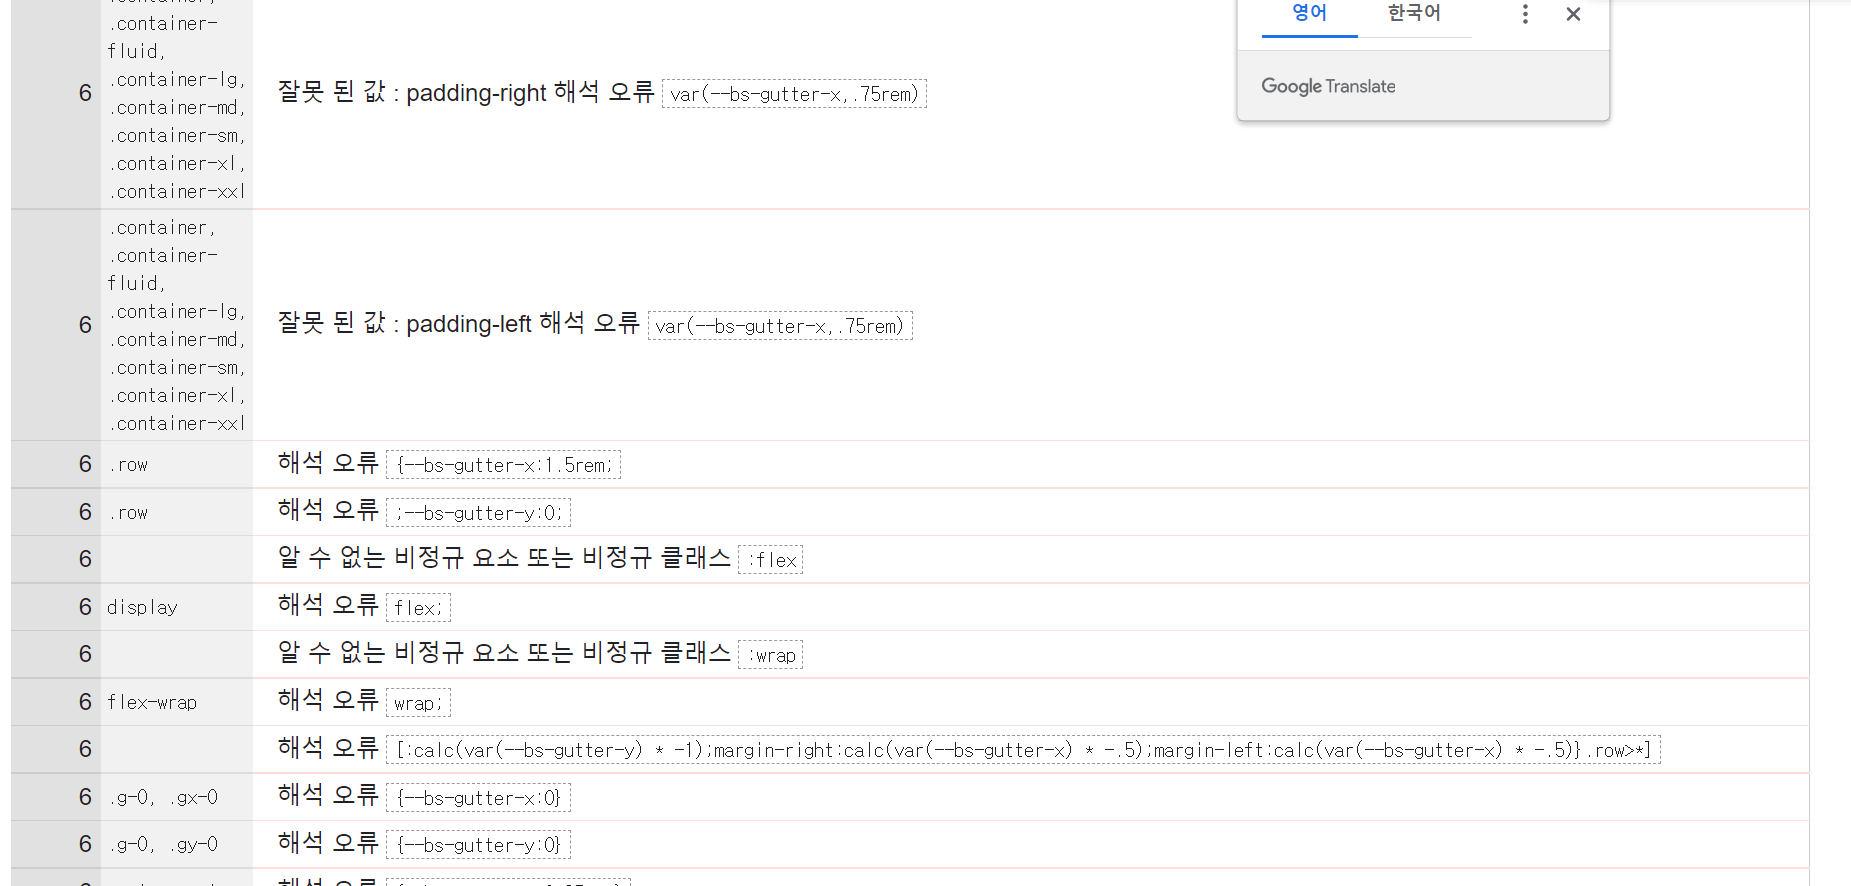 .container-
fluid,
.container-lg,
6 .container-md, 잘못 된 값 : padding-right 해석 오류 var(--bs-gutter-x,.75rem)
.container-sm,
.container-xl,
.container-xxl
영어 한국어
Google Translate
.container,
.container-
fluid,
.container-lg,
6 .container-md, 잘못 된 값 : padding-left 해석 오류 var(--bs-gutter-x,.75rem)
.container-sm,
.container-xl,
.container-xxl
6 .row 해석 오류 {--bs-gutter-x:1.5rem;
6 .row 해석 오류 ;--bs-gutter-y:0;
6 알 수 없는 비정규 요소 또는 비정규 클래스 :flex
6 display 해석 오류 flex;
6 알 수 없는 비정규 요소 또는 비정규 클래스 :wrap
6 flex-wrap 해석 오류 wrap;
6 해석 오류 [:calc(var(--bs-gutter-y) * -1);margin-right:calc(var(--bs-gutter-x) * -.5);margin-left:calc(var(--bs-gutter-x) * -.5)}.row>*]
6 .g-0, .gx-0 해석 오류 {--bs-gutter-x:0}
6 .g-0, .gy-0 해석 오류 {--bs-gutter-y:0}
6 해석 오류